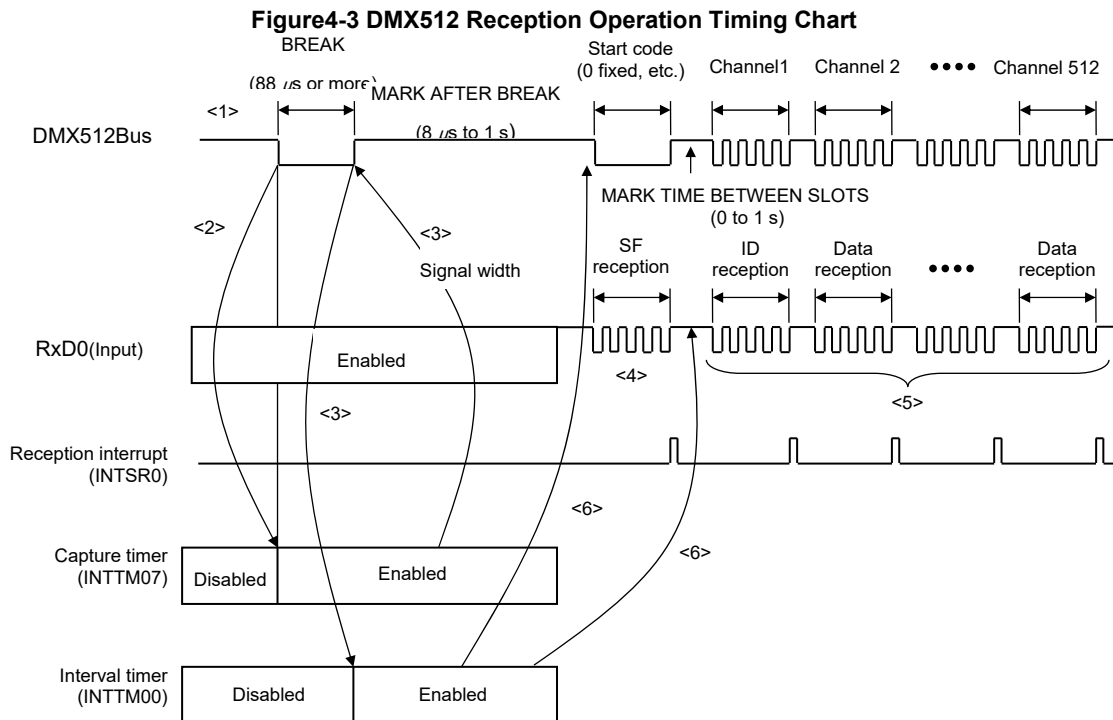 Figure4-3 DMX512 Reception Operation Timing Chart
BREAK
(88 μs or more)
<1>
MARK AFTER BREAK
(8 μs to 1 s)
Start code
(0 fixed, etc.)
Channel1
Channel 2
••••
Channel 512
DMX512Bus
MARK TIME BETWEEN SLOTS
(0 to 1 s)
<2>
<3>
Signal width
SF
reception
ID
reception
Data
reception
••••
Data
reception
RxD0(Input)
Enabled
<4>
<5>
<3>
Reception interrupt
(INTSR0)
<6>
<6>
Capture timer
(INTTM07)
Disabled
Enabled
Interval timer
(INTTM00)
Disabled
Enabled